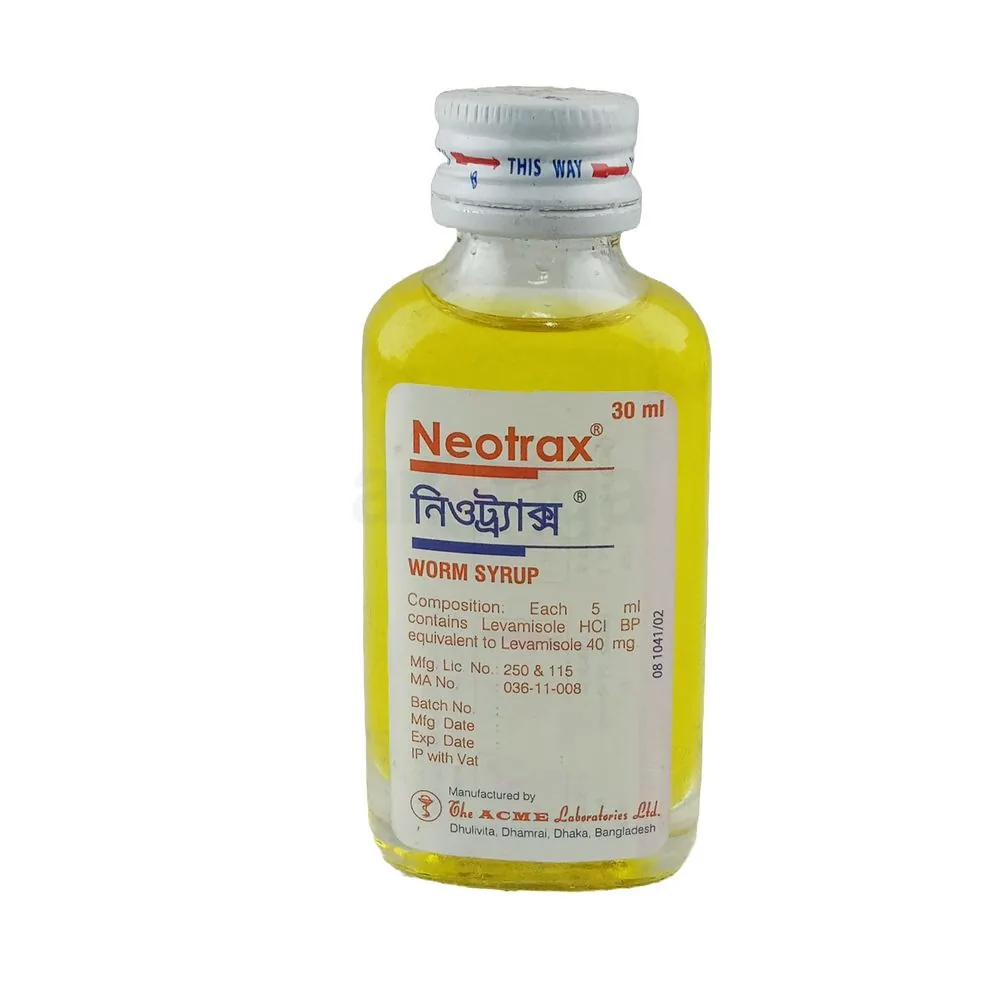 THIS WAY
30 ml
Neotrax®
নিওট্র্যাক্স ®
WORM SYRUP
Composition: Each 5 ml
contains Levamisole HCl BP
equivalent to Levamisole 40 mg.
Mfg. Lic No.: 250 & 115
MA No. : 036-11-008
Batch No. :
Mfg Date :
Exp. Date :
IP with Vat
08 1041/02
Manufactured by
The ACME Laboratories Ltd.
Dhulivita, Dhamrai, Dhaka, Bangladesh